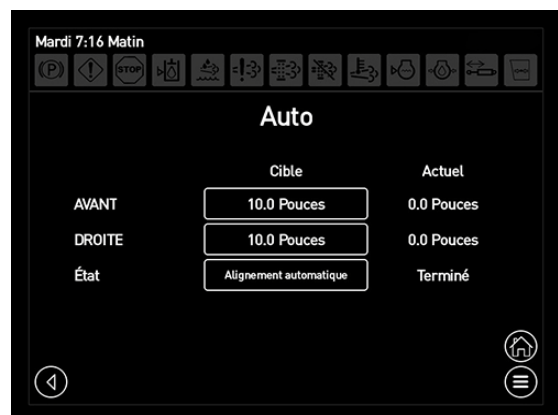 Mardi 7:16 Matin
(P) STOP
Auto
Cible Actuel
AVANT 10.0 Pouces 0.0 Pouces
DROITE 10.0 Pouces 0.0 Pouces
État Alignement automatique Terminé